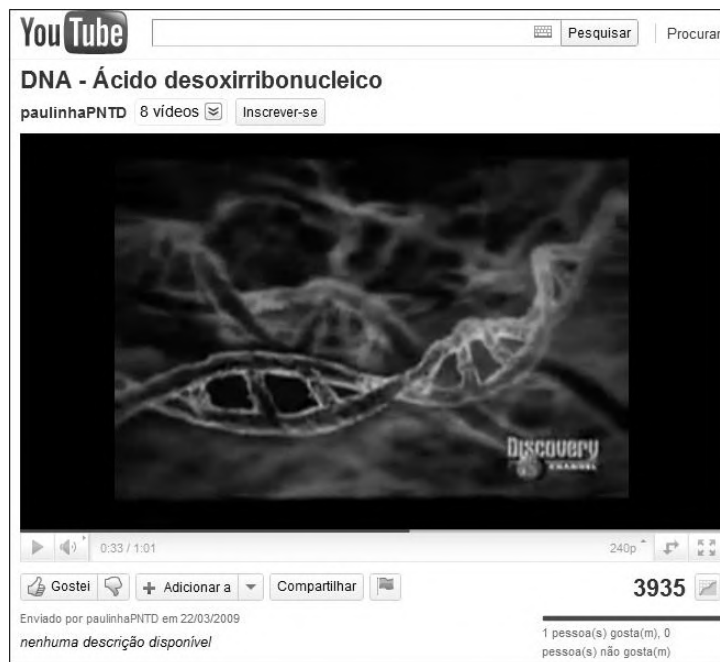 YouTube Pesquisar Procurar
DNA - Ácido desoxirribonucleico
paulinhaPNTD 8 vídeos Inscrever-se
Discovery
CHANNEL
0:33 / 1:01 240p
Gostei Adicionar a Compartilhar 3935
Enviado por paulinhaPNTD em 22/03/2009
nenhuma descrição disponível
1 pessoa(s) gosta(m), 0
pessoa(s) não gosta(m)